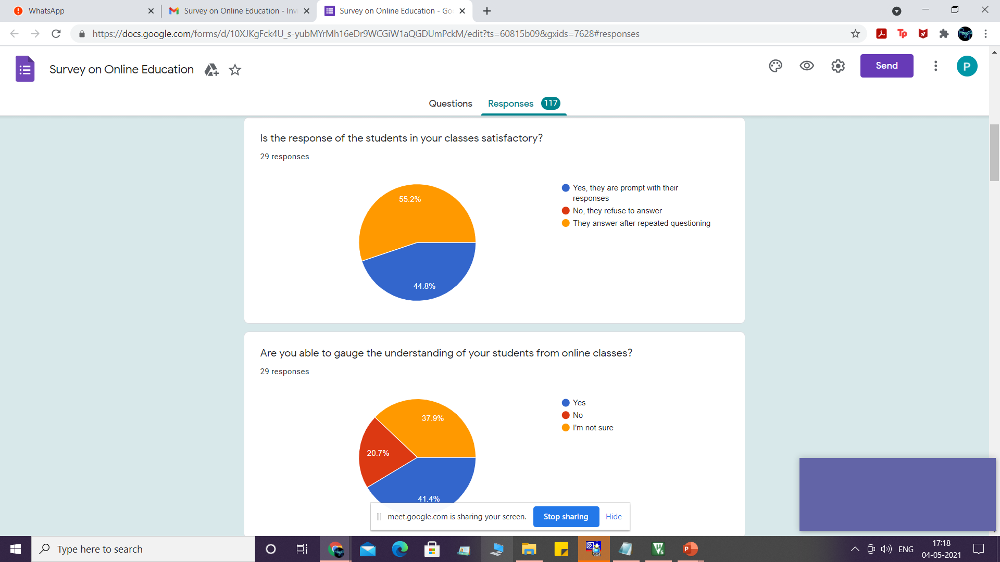 WhatsApp
Survey on Online Education - Inv
Survey on Online Education - Go
https://docs.google.com/forms/d/10XJKgFck4U_s-yubMYrMh16eDr9WCGiW1aQGDUmPckM/edit?ts=60815b09&gxids=7628#responses
Survey on Online Education
Send
P
Questions
Responses 117
Is the response of the students in your classes satisfactory?
29 responses
55.2%
44.8%
Yes, they are prompt with their
responses
No, they refuse to answer
They answer after repeated questioning
Are you able to gauge the understanding of your students from online classes?
29 responses
37.9%
20.7%
41.4%
Yes
No
I'm not sure
meet.google.com is sharing your screen.
Stop sharing
Hide
Type here to search
ENG
17:18
04-05-2021